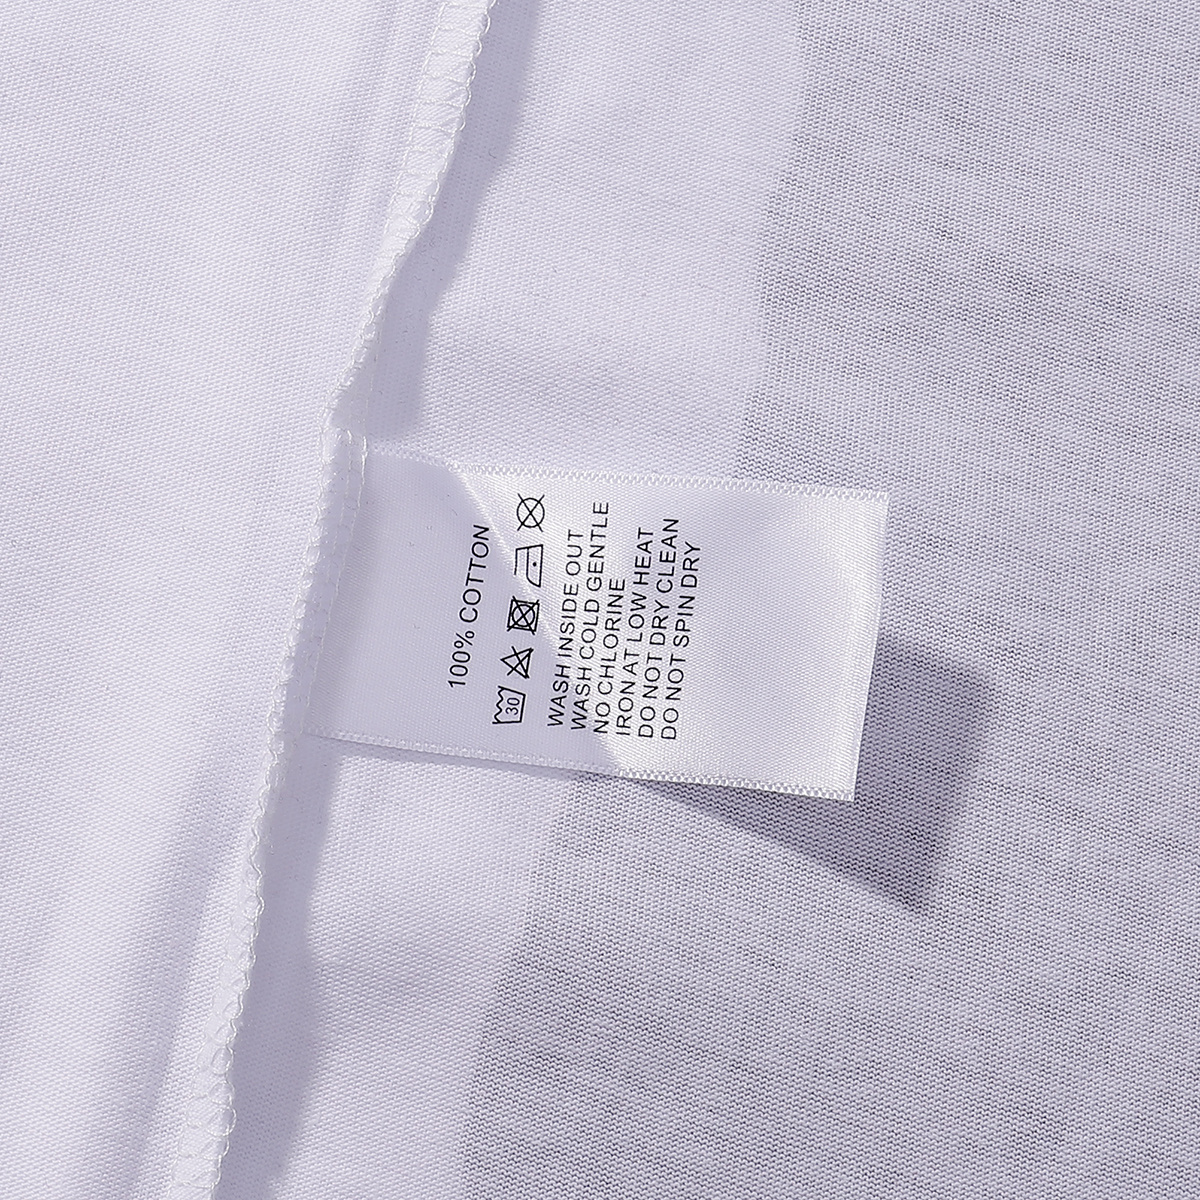 100% COTTON
30
WASH INSIDE OUT
WASH COLD GENTLE
NO CHLORINE
IRON AT LOW HEAT
DO NOT DRY CLEAN
DO NOT SPIN DRY